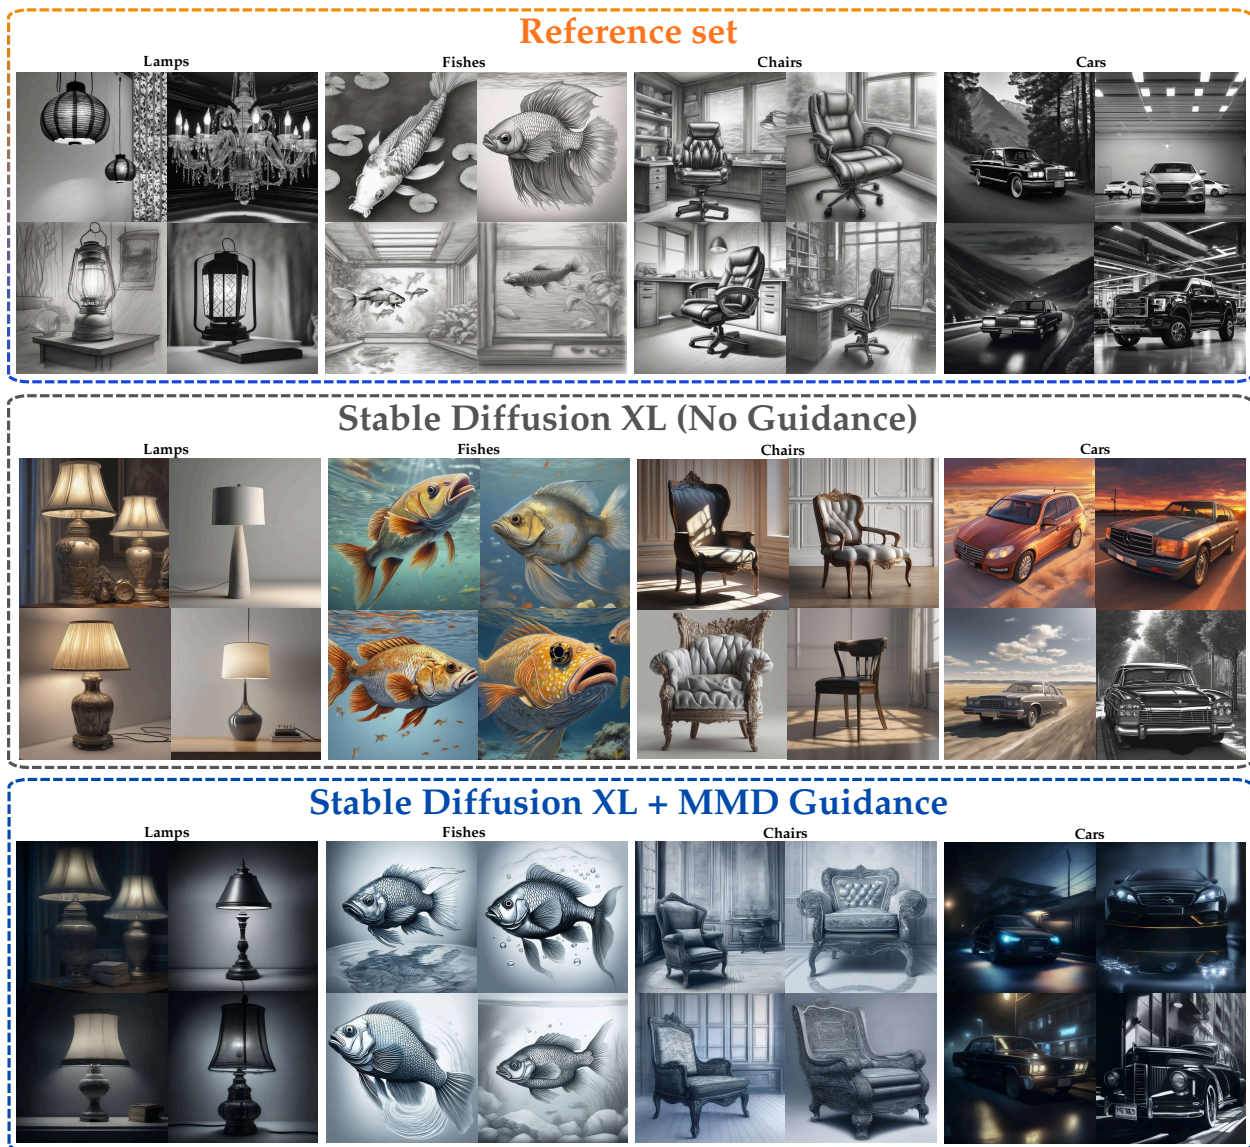 Reference set
Lamps
Fishes
Chairs
Cars
Stable Diffusion XL (No Guidance)
Lamps
Fishes
Chairs
Cars
Stable Diffusion XL + MMD Guidance
Lamps
Fishes
Chairs
Cars